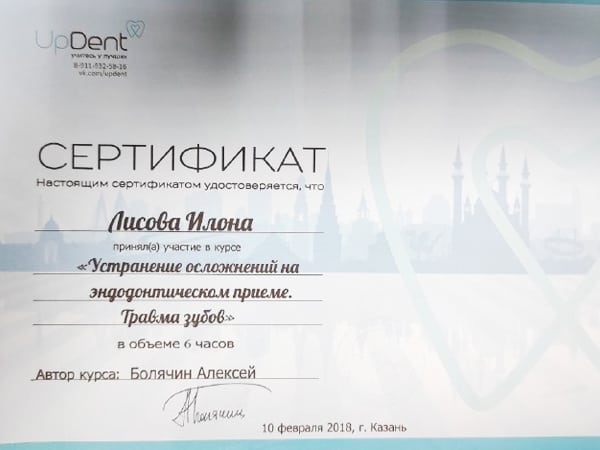 UpDent
учитесь у лучших
8-911-932-58-16
vk.com/updent
СЕРТИФИКАТ
Настоящим сертификатом удостоверяется, что
Лисова Илона
принял(а) участие в курсе
«Устранение осложнений на
эндодонтическом приеме.
Травма зубов»
в объеме 6 часов
Автор курса: Болячин Алексей
10 февраля 2018, г. Казань